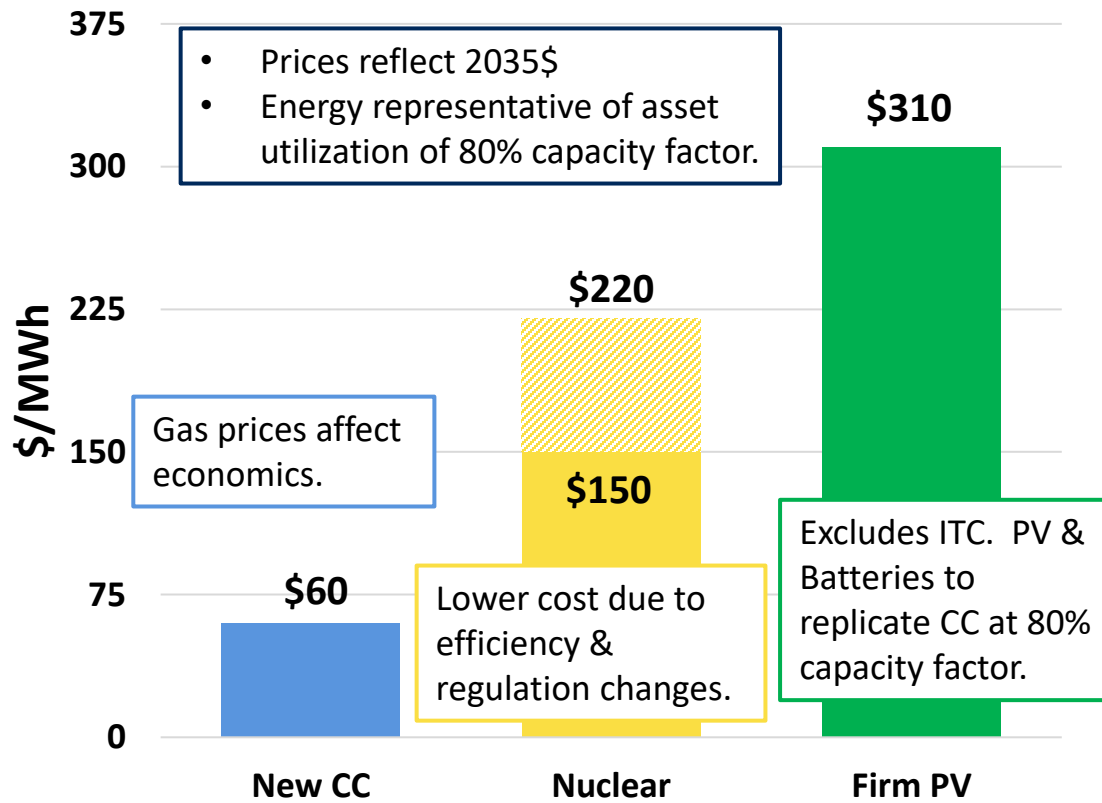 375
• Prices reflect 2035$
• Energy representative of asset
utilization of 80% capacity factor.
$310
300
$220
225
$/MWh
Gas prices affect
economics.
150
$150
Excludes ITC.  PV &
Batteries to
replicate CC at 80%
capacity factor.
Lower cost due to
efficiency &
regulation changes.
$60
75
0
New CC
Nuclear
Firm PV